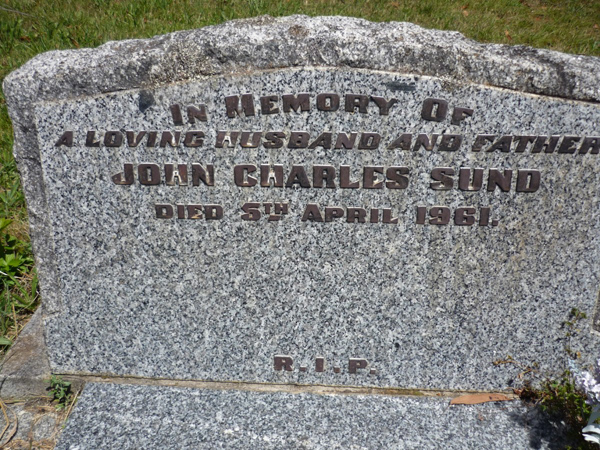 IN MEMORY OF
A LOVING HUSBAND AND FATHER
JOHN CHARLES SUND
DIED 5TH APRIL 1961.
R.I.P.